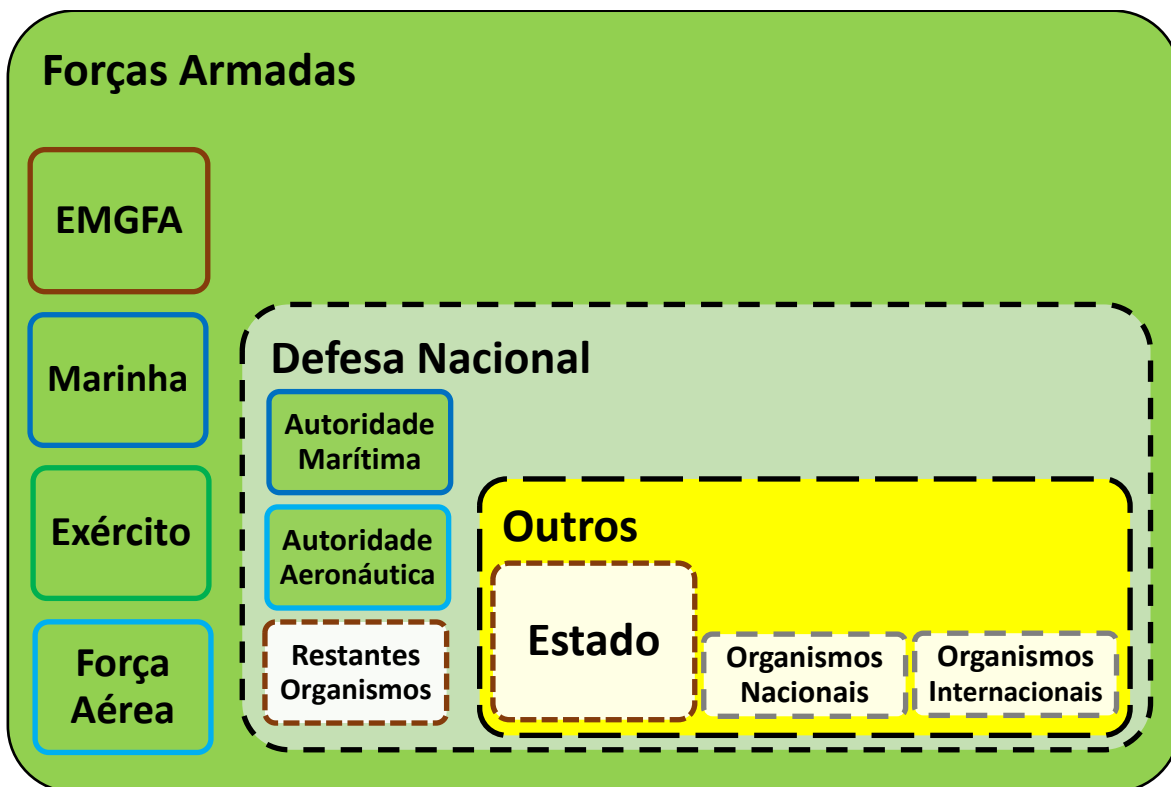 Forças Armadas
EMGFA
Marinha
Exército
Força
Aérea
Defesa Nacional
Autoridade
Marítima
Autoridade
Aeronáutica
Restantes
Organismos
Outros
Estado
Organismos
Nacionais
Organismos
Internacionais